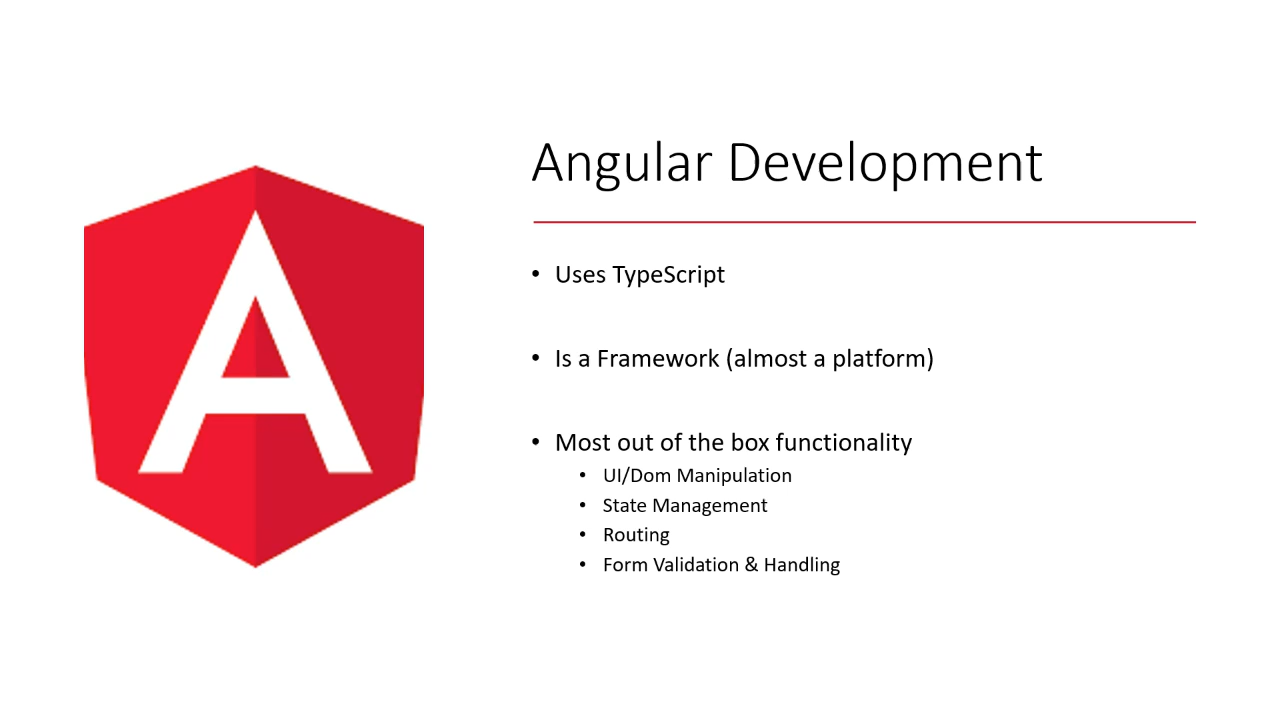 Angular Development
• Uses TypeScript
• Is a Framework (almost a platform)
• Most out of the box functionality
• UI/Dom Manipulation
• State Management
• Routing
• Form Validation & Handling